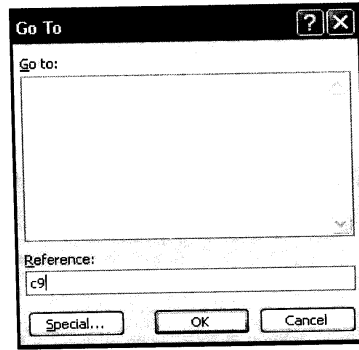 Go To
Go to:
Reference:
c9
Special... OK Cancel